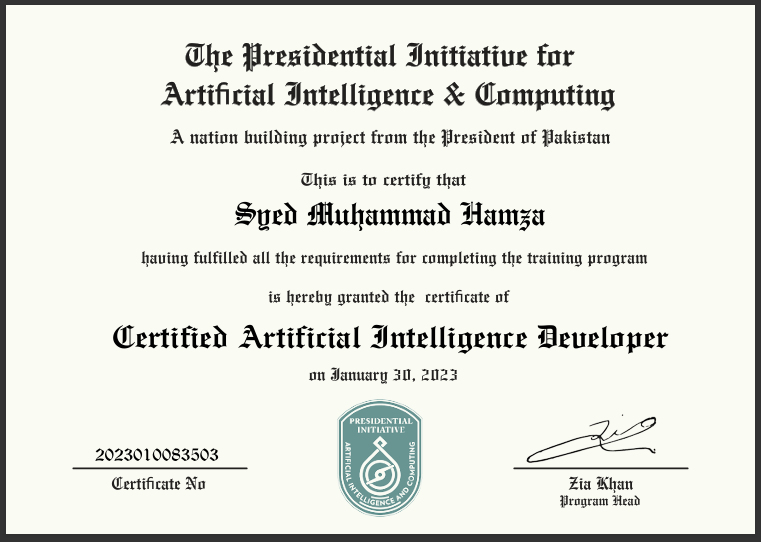 The Presidential Initiative for
Artificial Intelligence & Computing
A nation building project from the President of Pakistan
This is to certify that
Syed Muhammad Hamza
having fulfilled all the requirements for completing the training program
is hereby granted the certificate of
Certified Artificial Intelligence Developer
on January 30, 2023
PRESIDENTIAL
INITIATIVE
ARTIFICIAL INTELLIGENCE AND COMPUTING
2023010083503
Certificate No
Zia Khan
Program Head